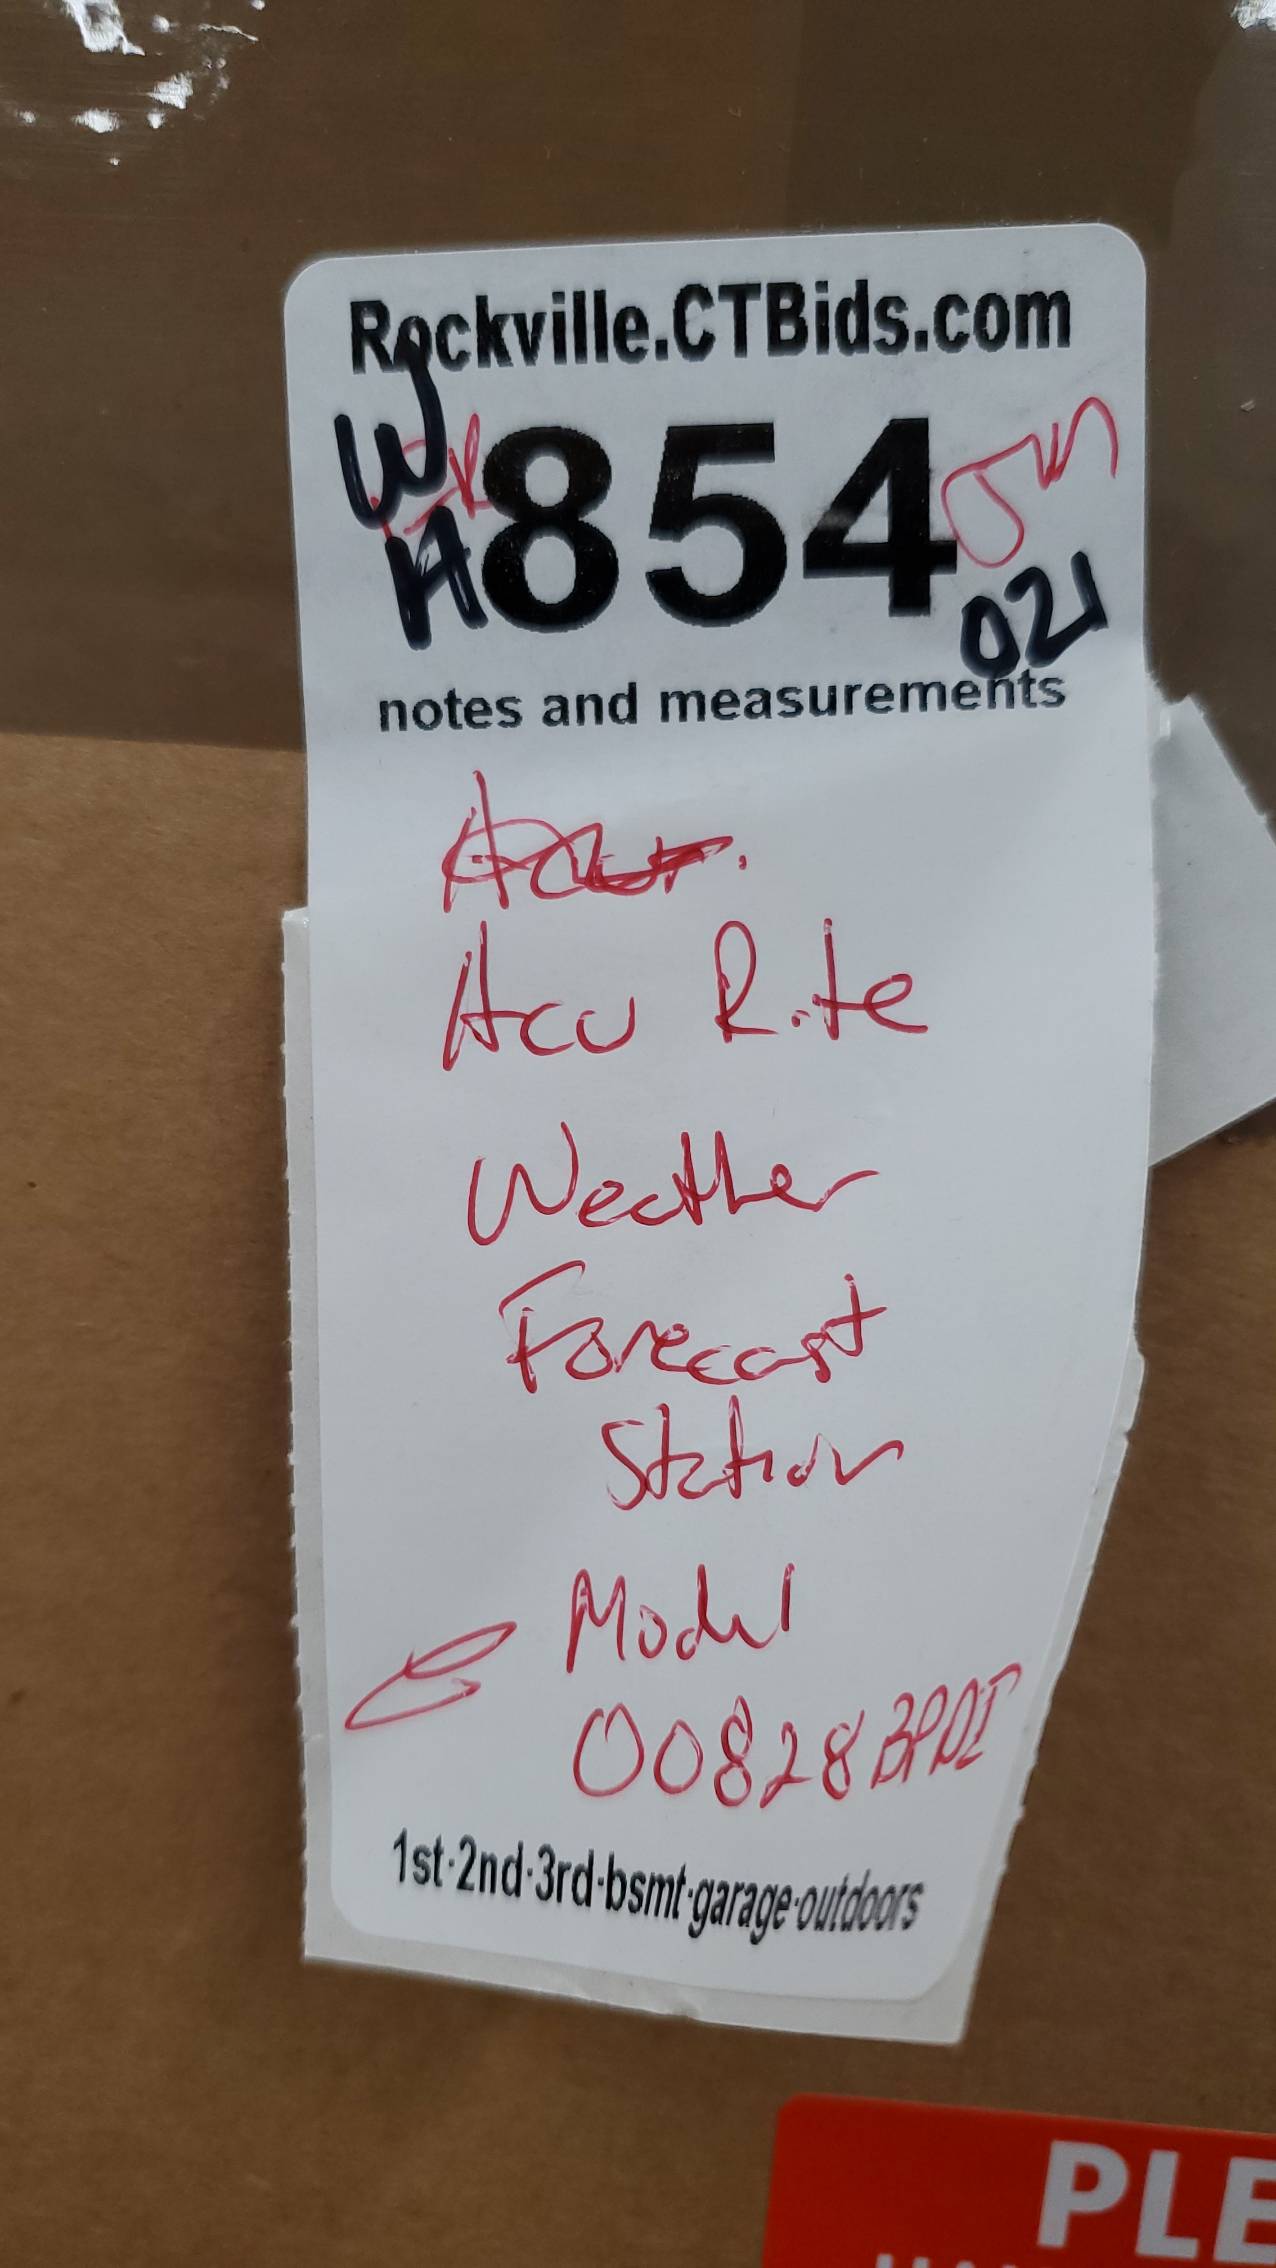 Rockville.CTBids.com
W
H
854
021
notes and measurements
Acu Rite
Weather
Forecast
Station
Model
00828BPDI
1st·2nd·3rd·bsmt·garage·outdoors
PLE